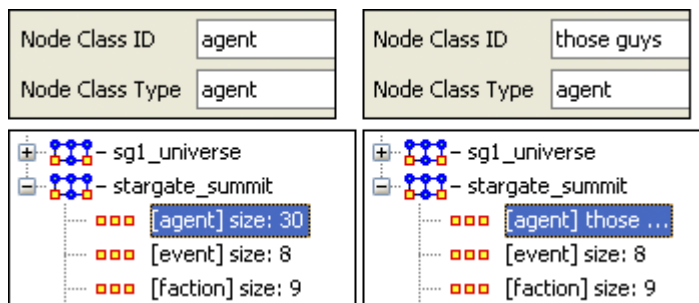 Node Class ID agent
Node Class Type agent
Node Class ID those guys
Node Class Type agent
sg1_universe
stargate_summit
[agent] size: 30
[event] size: 8
[faction] size: 9
sg1_universe
stargate_summit
[agent] those ...
[event] size: 8
[faction] size: 9